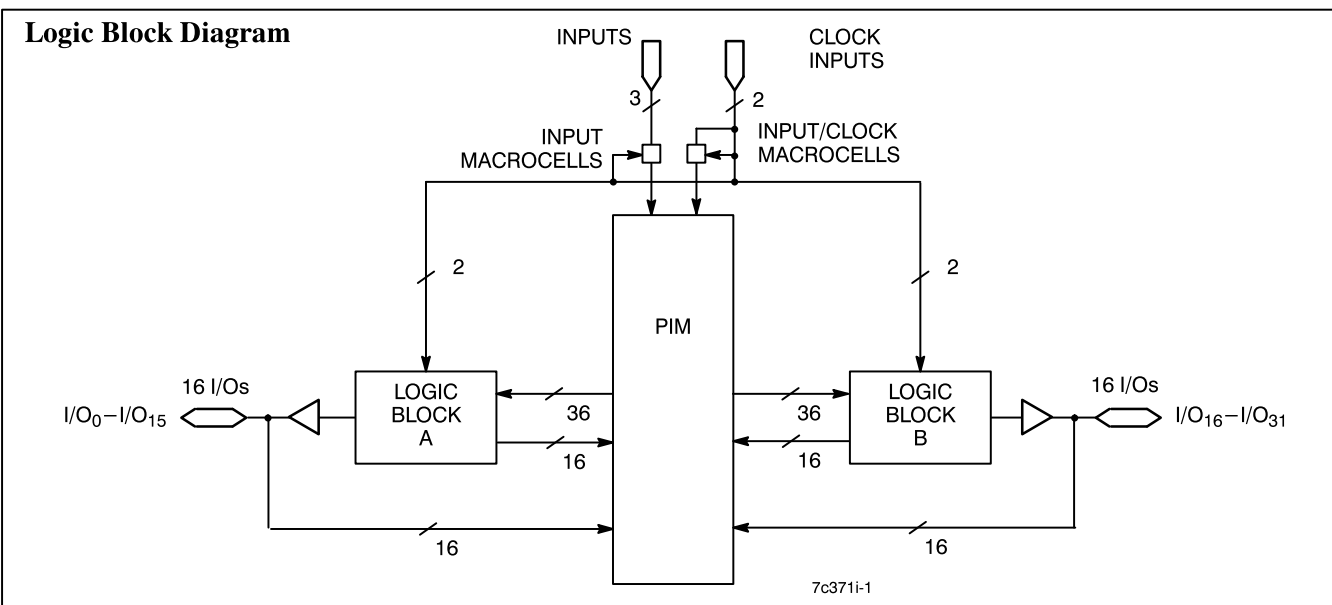 Logic Block Diagram
INPUTS
CLOCK
INPUTS
3
2
INPUT
MACROCELLS
INPUT/CLOCK
MACROCELLS
2
2
PIM
16 I/Os
I/O0–I/O15
LOGIC
BLOCK
A
36
16
36
16
LOGIC
BLOCK
B
16 I/Os
I/O16–I/O31
16
16
7c371i-1